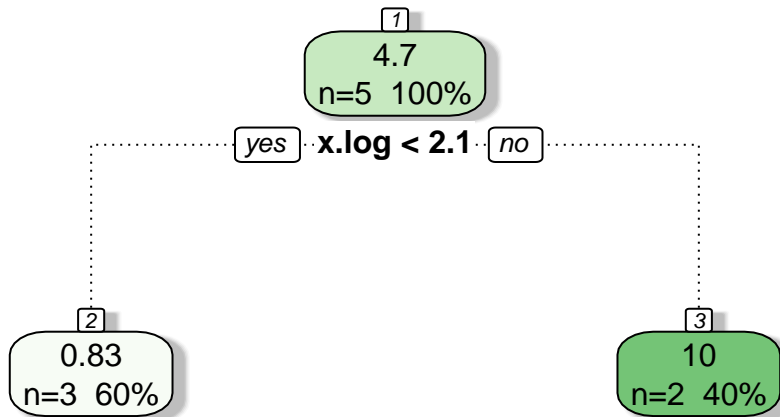 1
4.7
n=5 100%
yes x.log < 2.1 no
2
0.83
n=3 60%
3
10
n=2 40%